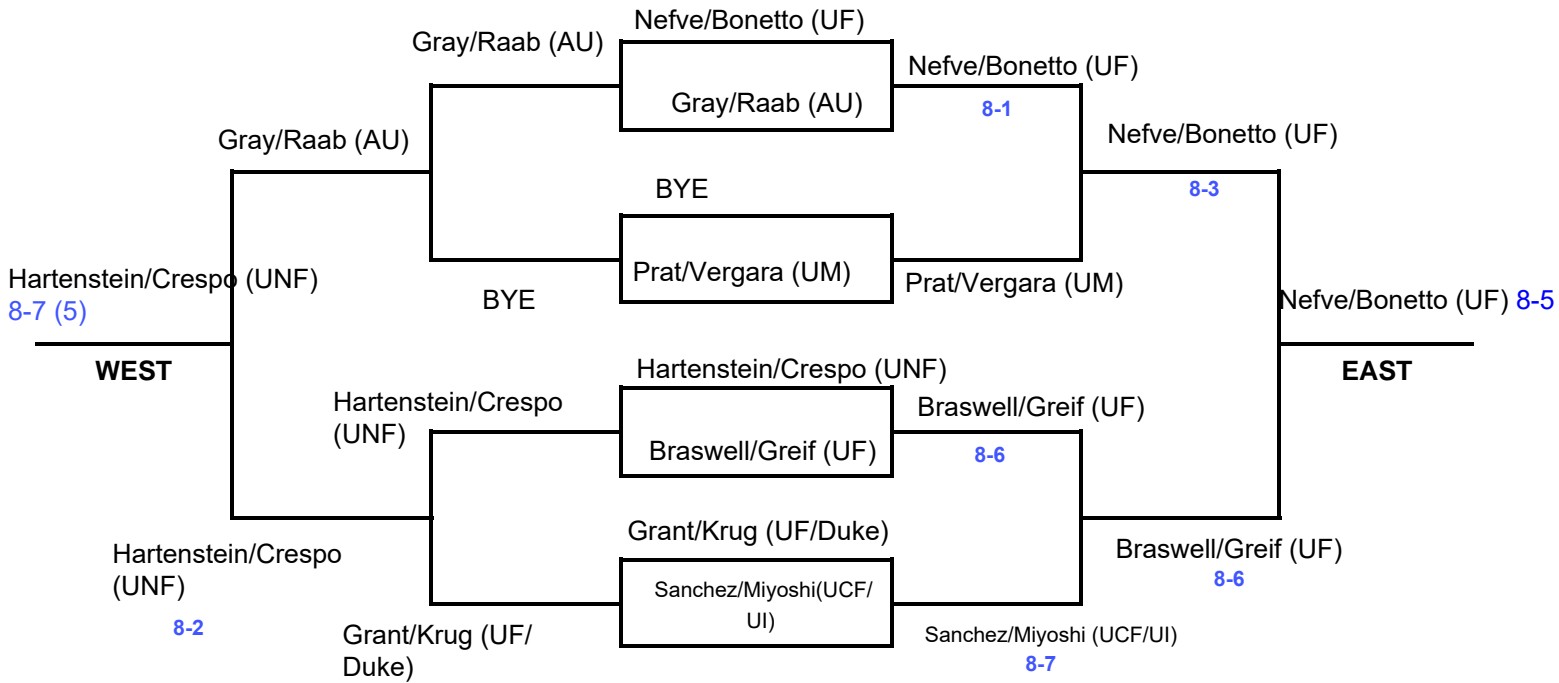 Nefve/Bonetto (UF)
Gray/Raab (AU)
Nefve/Bonetto (UF)
Gray/Raab (AU)
8-1
Gray/Raab (AU)
Nefve/Bonetto (UF)
8-3
BYE
Prat/Vergara (UM)
Prat/Vergara (UM)
BYE
Hartenstein/Crespo (UNF)
8-7 (5)
Nefve/Bonetto (UF) 8-5
WEST
EAST
Hartenstein/Crespo (UNF)
Hartenstein/Crespo
(UNF)
Braswell/Greif (UF)
Braswell/Greif (UF)
8-6
Grant/Krug (UF/Duke)
Hartenstein/Crespo
(UNF)
8-2
Braswell/Greif (UF)
8-6
Sanchez/Miyoshi(UCF/
UI)
Grant/Krug (UF/
Duke)
Sanchez/Miyoshi (UCF/UI)
8-7